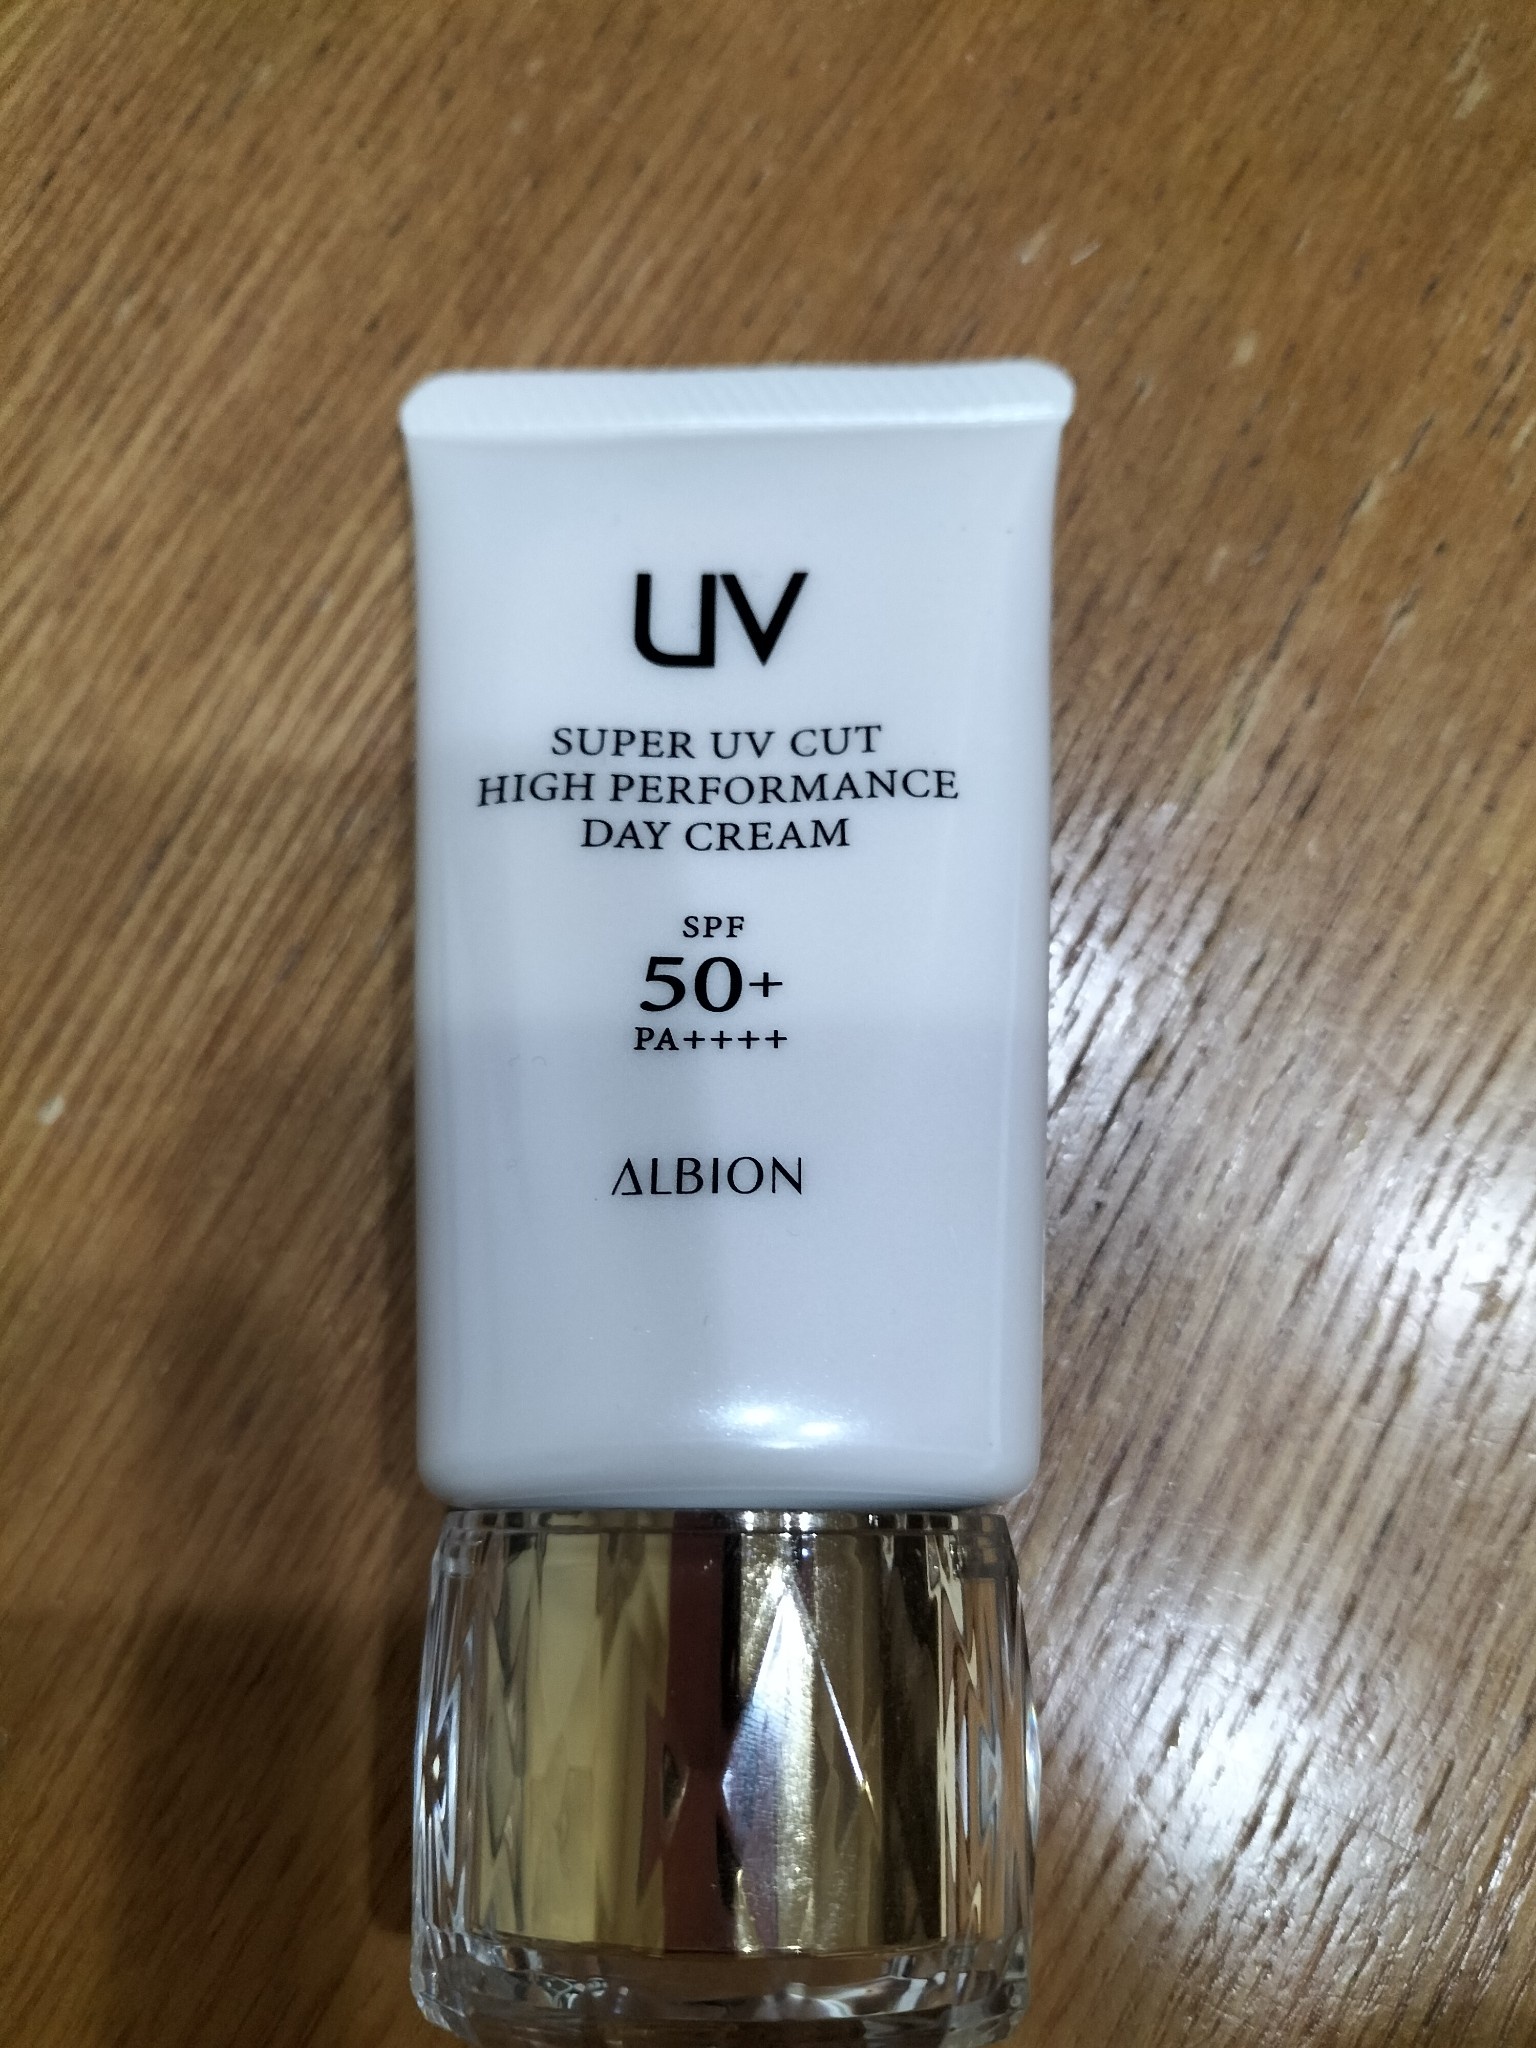 UV
SUPER UV CUT
HIGH PERFORMANCE
DAY CREAM
SPF
50+
PA++++
ALBION